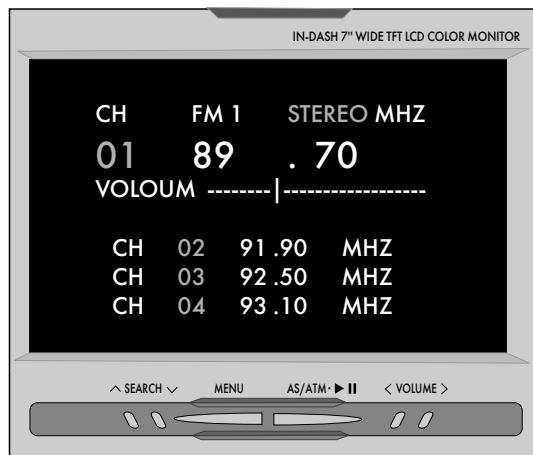 IN-DASH 7" WIDE TFT LCD COLOR MONITOR
CH FM 1 STEREO MHZ
01 89 . 70
VOLOUM --------|------------------
CH 02 91.90 MHZ
CH 03 92.50 MHZ
CH 04 93.10 MHZ
SEARCH MENU AS/ATM· VOLUME